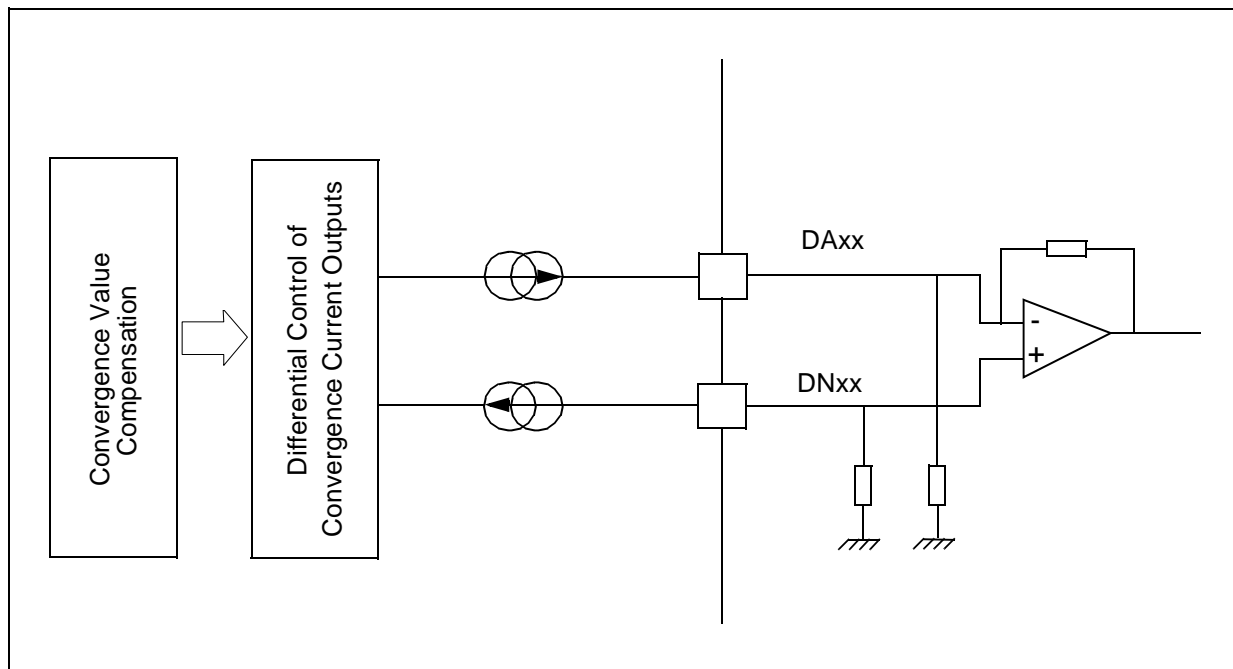 Convergence Value
Compensation
Differential Control of
Convergence Current Outputs
DAxx
DNxx
-
+